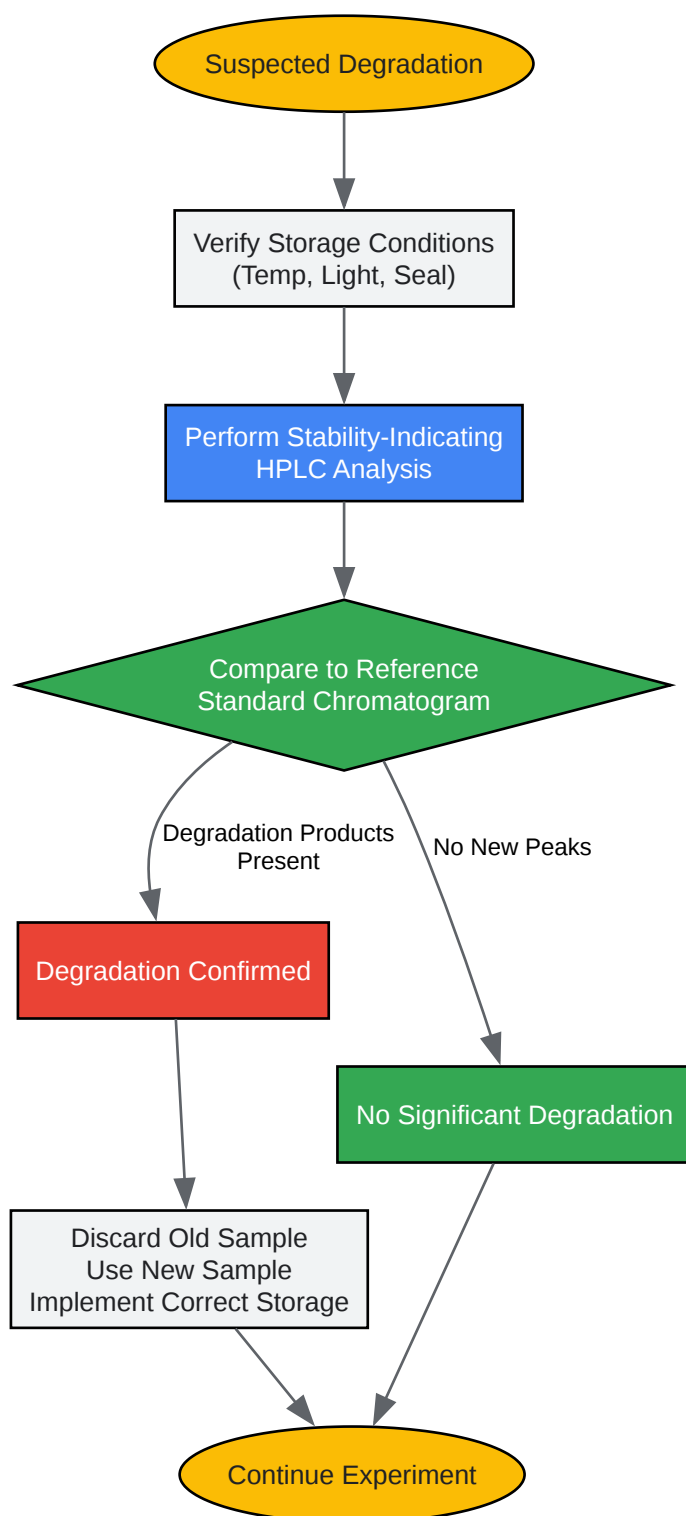 Suspected Degradation
Verify Storage Conditions
(Temp, Light, Seal)
Perform Stability-Indicating
HPLC Analysis
Compare to Reference
Standard Chromatogram
Degradation Products
Present
No New Peaks
Degradation Confirmed
No Significant Degradation
Discard Old Sample
Use New Sample
Implement Correct Storage
Continue Experiment